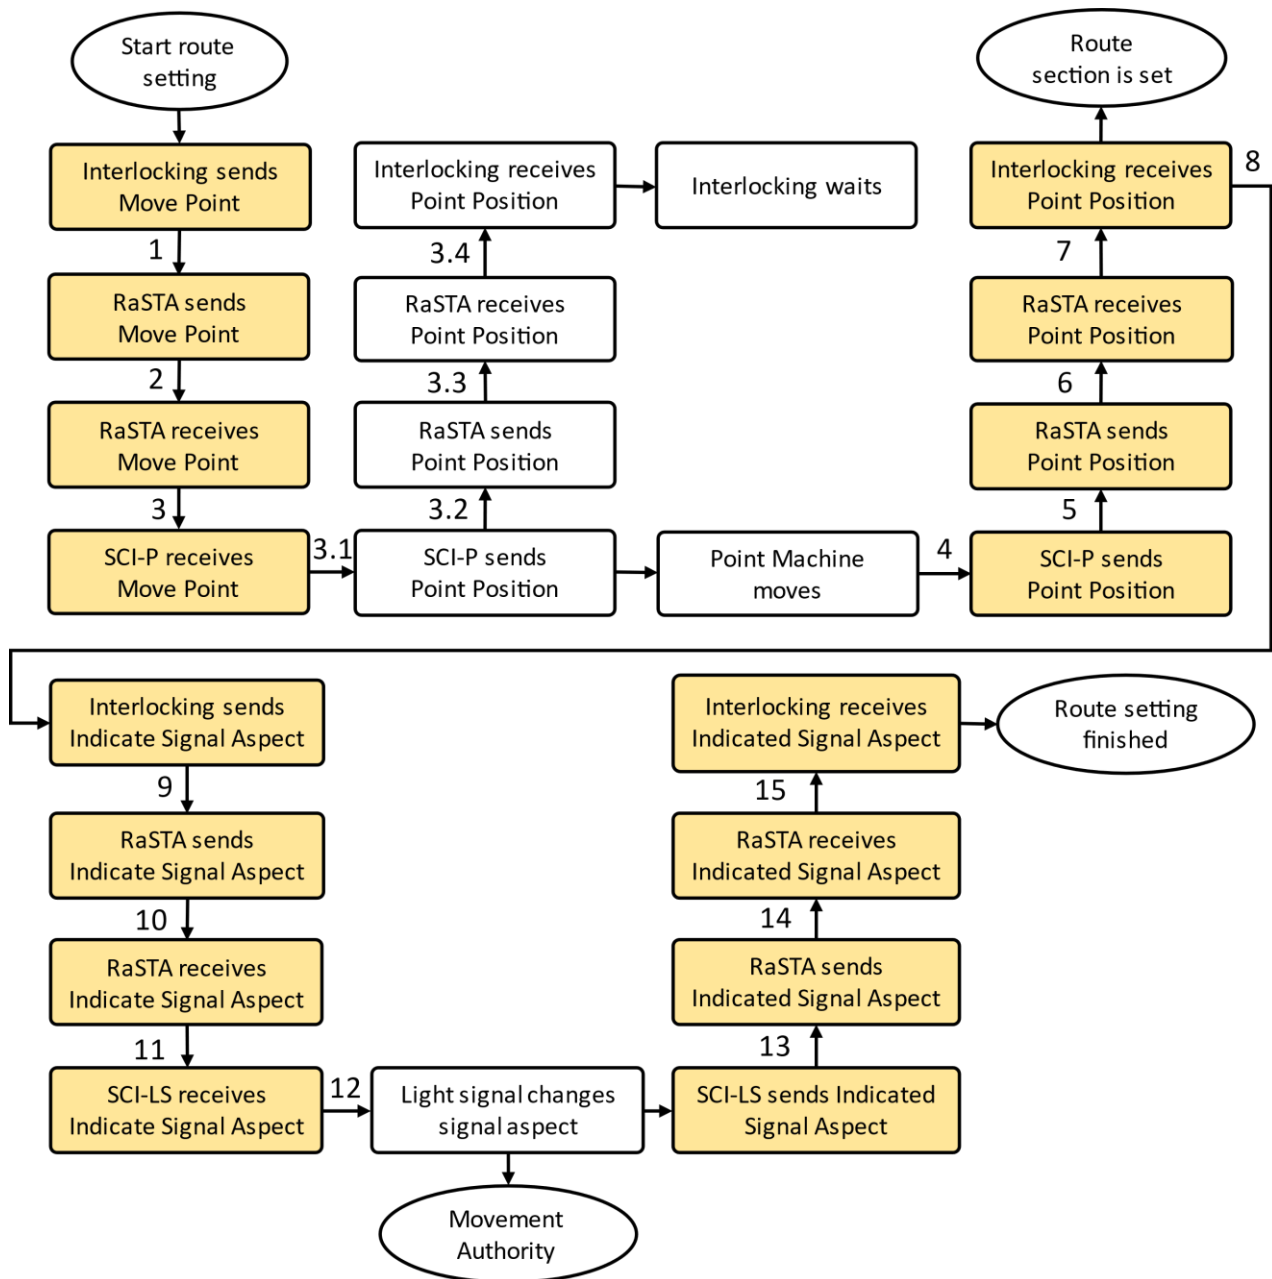 Start route
setting
Interlocking sends
Move Point
1
RaSTA sends
Move Point
2
RaSTA receives
Move Point
3
SCI-P receives
Move Point
3.1
SCI-P sends
Point Position
3.2
RaSTA sends
Point Position
3.3
RaSTA receives
Point Position
3.4
Interlocking receives
Point Position
Interlocking waits
Point Machine
moves
4
SCI-P sends
Point Position
5
RaSTA sends
Point Position
6
RaSTA receives
Point Position
7
Interlocking receives
Point Position
Route
section is set
8
Interlocking sends
Indicate Signal Aspect
9
RaSTA sends
Indicate Signal Aspect
10
RaSTA receives
Indicate Signal Aspect
11
SCI-LS receives
Indicate Signal Aspect
12
Light signal changes
signal aspect
Movement
Authority
SCI-LS sends Indicated
Signal Aspect
13
RaSTA sends
Indicated Signal Aspect
14
RaSTA receives
Indicated Signal Aspect
15
Interlocking receives
Indicated Signal Aspect
Route setting
finished